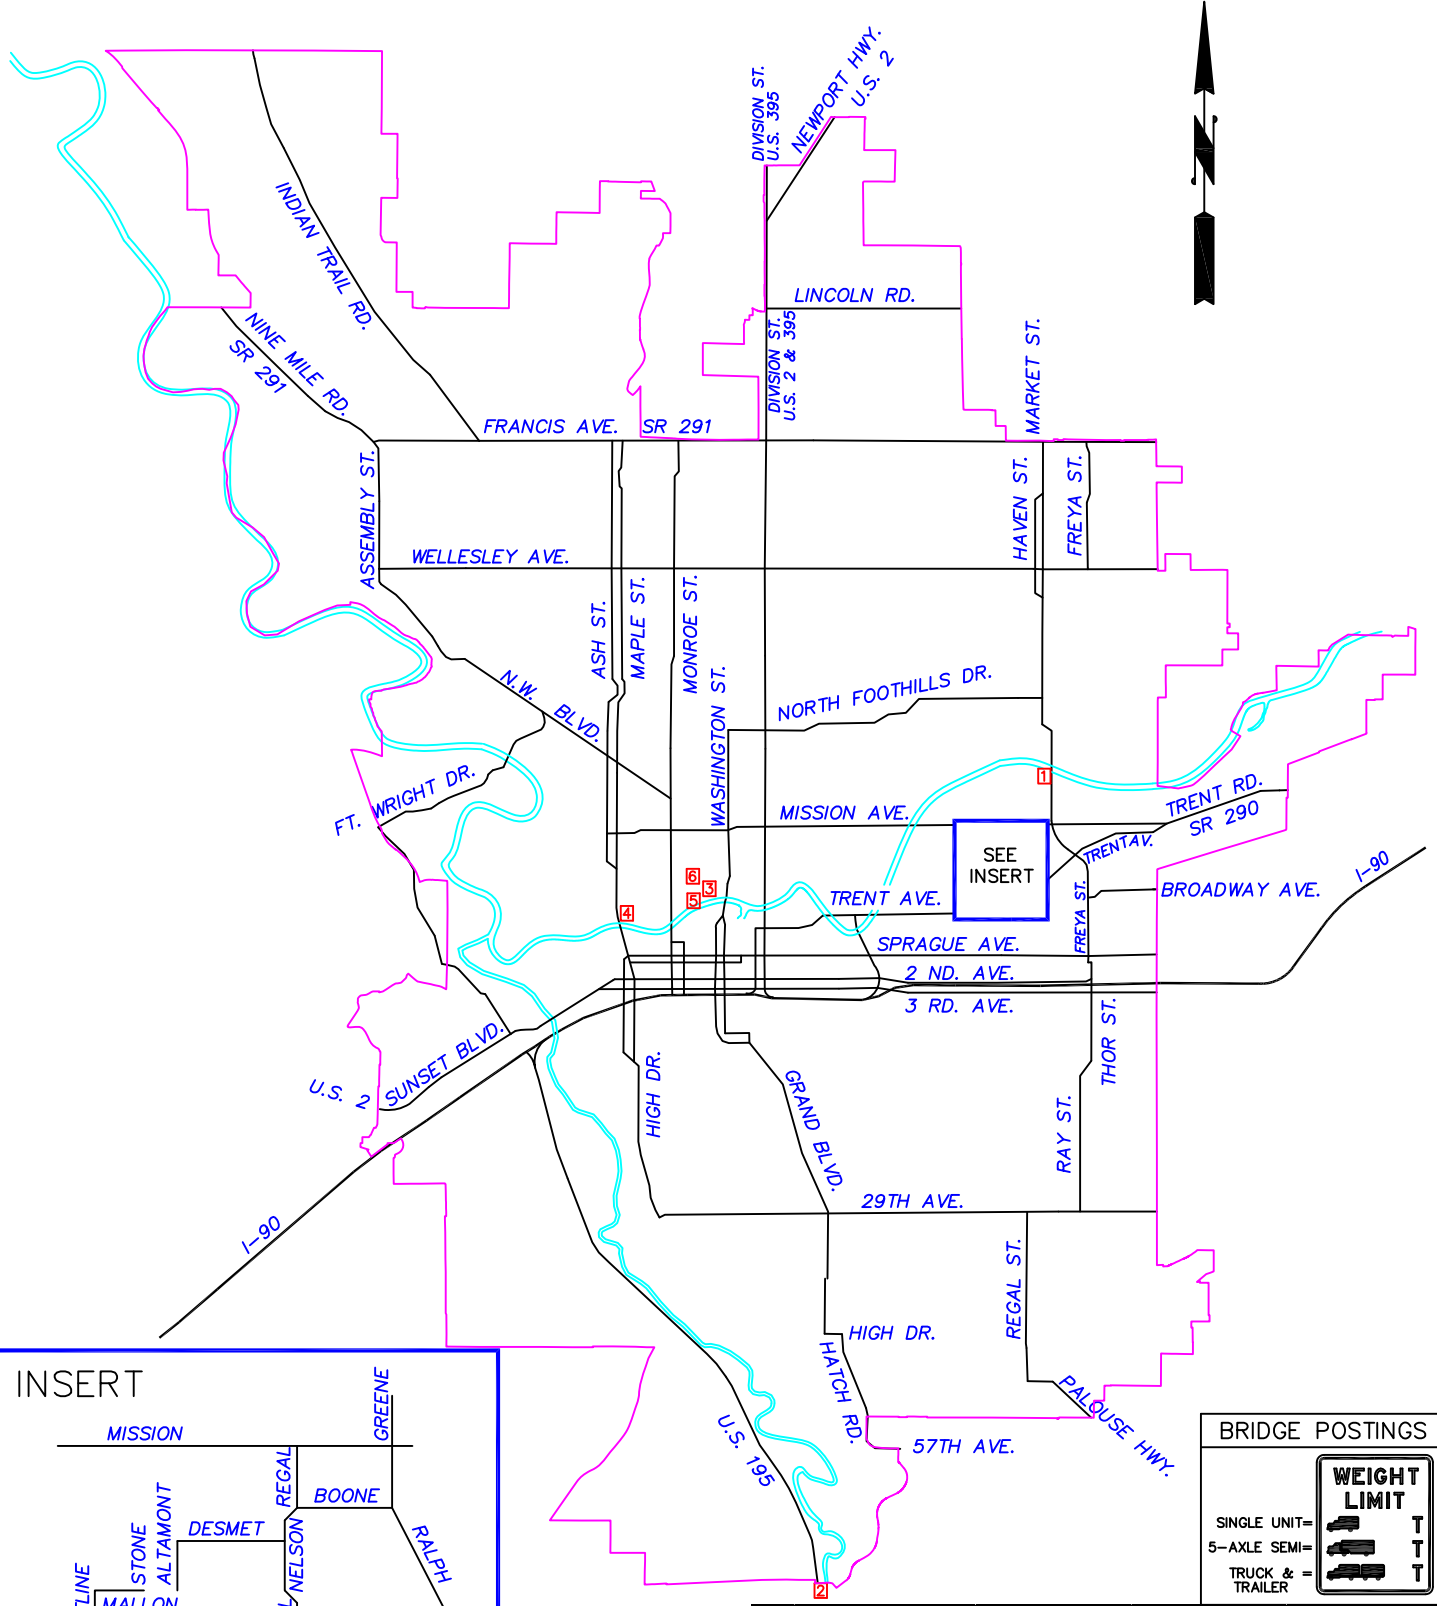 DIVISION ST.
U.S. 395
NEWPORT HWY.
U.S. 2
N
INDIAN TRAIL RD.
LINCOLN RD.
DIVISION ST.
U.S. 2 & 395
NINE MILE RD.
SR 291
MARKET ST.
FRANCIS AVE.
SR 291
ASSEMBLY ST.
HAVEN ST.
FREYA ST.
WELLESLEY AVE.
ASH ST.
MAPLE ST.
MONROE ST.
WASHINGTON ST.
N.W. BLVD.
NORTH FOOTHILLS DR.
1
FT. WRIGHT DR.
MISSION AVE.
TRENT RD.
SR 290
SEE
INSERT
TRENT AV.
I-90
6
3
5
4
TRENT AVE.
FREYA ST.
BROADWAY AVE.
SPRAGUE AVE.
2 ND. AVE.
3 RD. AVE.
THOR ST.
U.S. 2
SUNSET BLVD.
HIGH DR.
GRAND BLVD.
RAY ST.
29TH AVE.
I-90
REGAL ST.
HIGH DR.
HATCH RD.
PALOUSE HWY.
U.S. 195
57TH AVE.
2
INSERT
MISSION
GREENE
REGAL
BOONE
STONE
ALTAMONT
DESMET
NELSON
RALPH
MALLON
BRIDGE POSTINGS
WEIGHT
LIMIT
SINGLE UNIT=
T
5-AXLE SEMI=
T
TRUCK & =
TRAILER
T